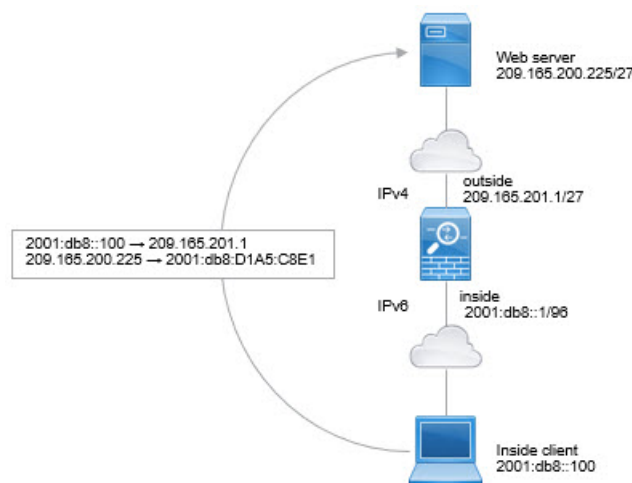 Web server
209.165.200.225/27
outside
IPv4
209.165.201.1/27
2001:db8::100 → 209.165.201.1
209.165.200.225 → 2001:db8:D1A5:C8E1
IPv6
inside
2001:db8::1/96
Inside client
2001:db8::100